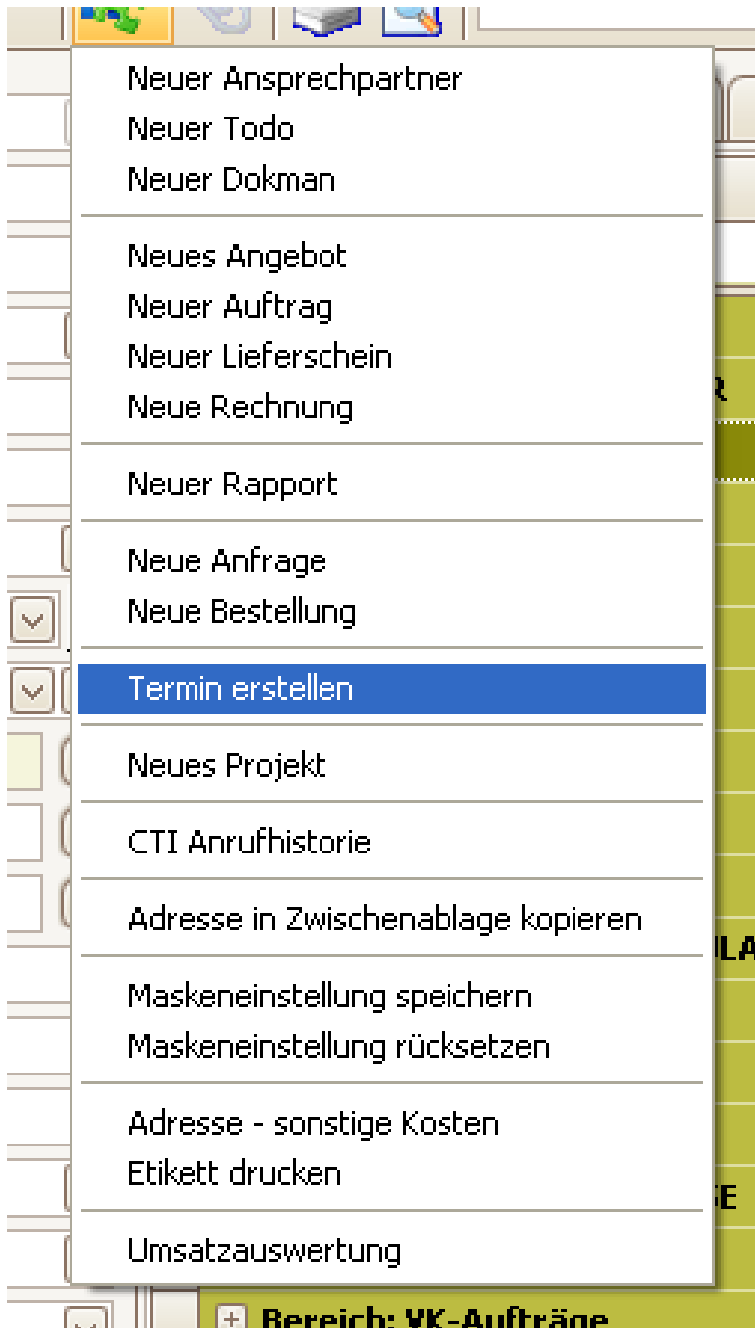 Neuer Ansprechpartner
Neuer Todo
Neuer Dokman
Neues Angebot
Neuer Auftrag
Neuer Lieferschein
Neue Rechnung
R
Neuer Rapport
Neue Anfrage
Neue Bestellung
Termin erstellen
Neues Projekt
CTI Anrufhistorie
Adresse in Zwischenablage kopieren
LA
Maskeneinstellung speichern
Maskeneinstellung rücksetzen
Adresse - sonstige Kosten
Etikett drucken
E
Umsatzauswertung
Bereich: VK-Aufträge